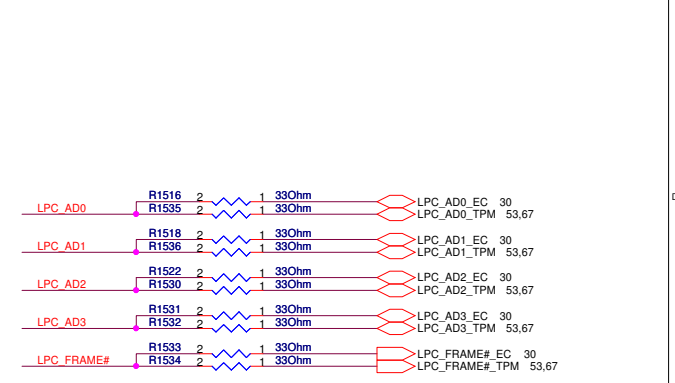 R1516 2 1 33Ohm LPC_AD0_EC 30
LPC_AD0 R1535 2 1 33Ohm LPC_AD0_TPM 53,67
R1518 2 1 33Ohm LPC_AD1_EC 30
LPC_AD1 R1536 2 1 33Ohm LPC_AD1_TPM 53,67
R1522 2 1 33Ohm LPC_AD2_EC 30
LPC_AD2 R1530 2 1 33Ohm LPC_AD2_TPM 53,67
R1531 2 1 33Ohm LPC_AD3_EC 30
LPC_AD3 R1532 2 1 33Ohm LPC_AD3_TPM 53,67
R1533 2 1 33Ohm LPC_FRAME#_EC 30
LPC_FRAME# R1534 2 1 33Ohm LPC_FRAME#_TPM 53,67